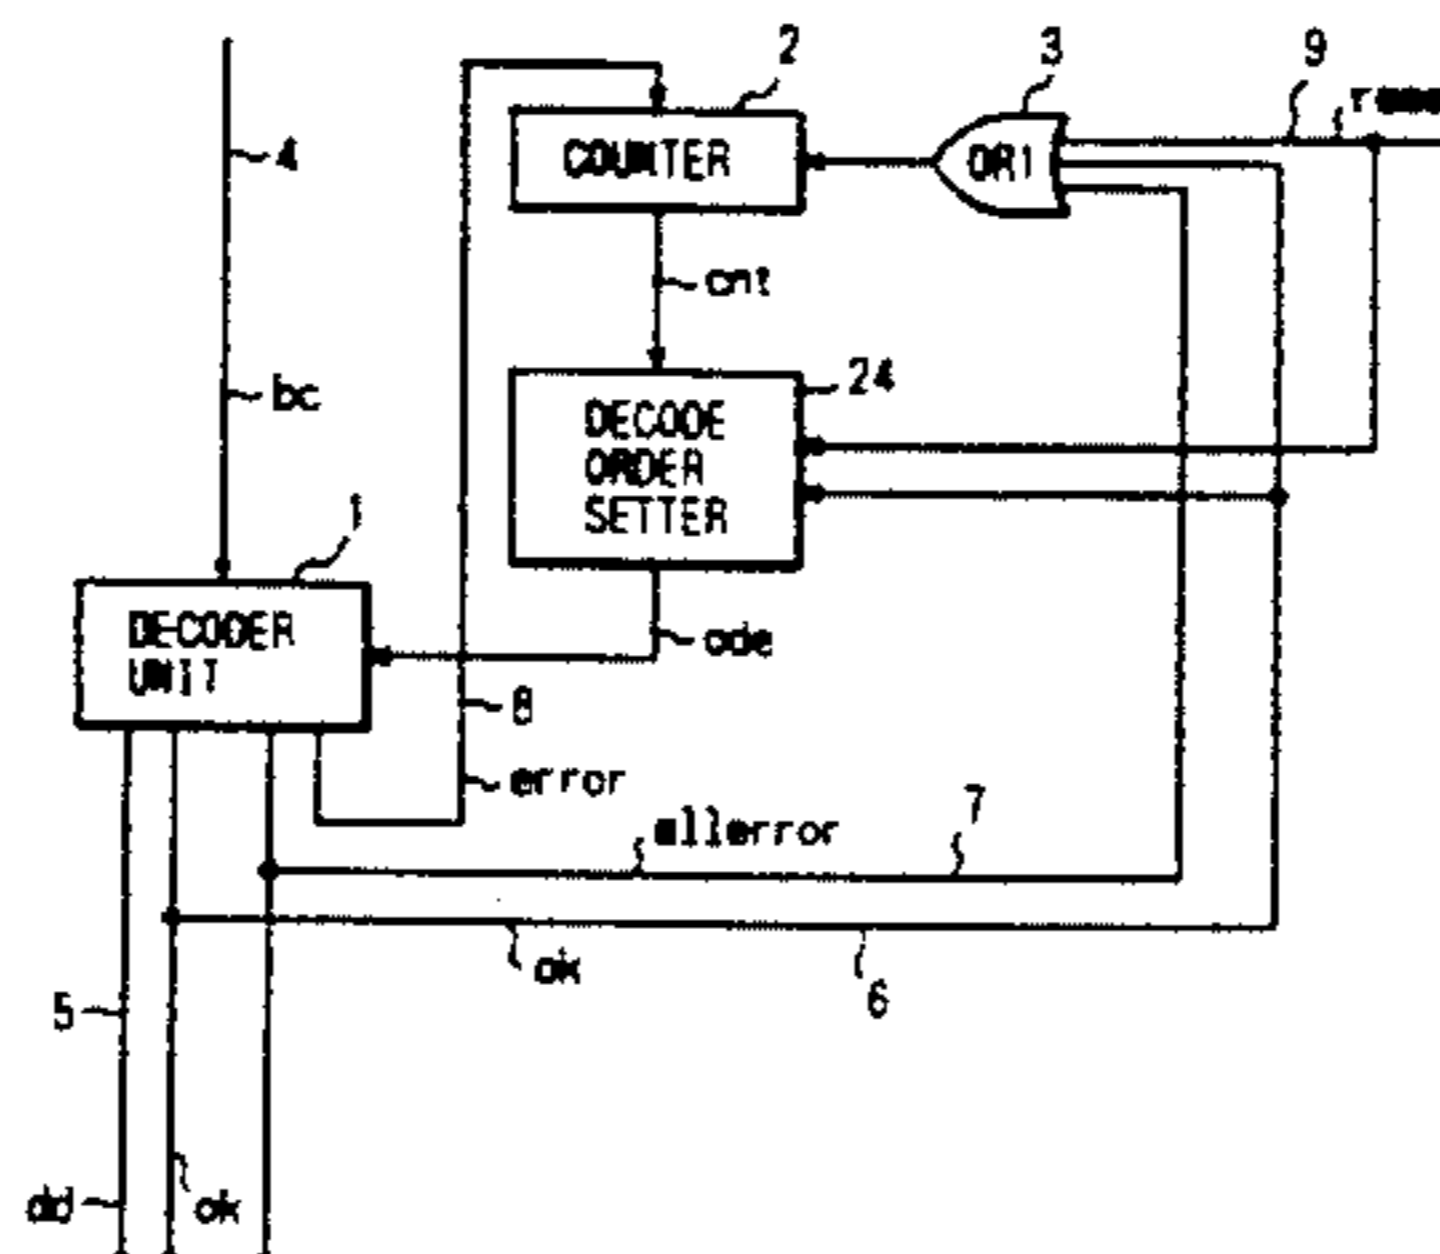 2
3
9
4
COUNTER
OR1
cnt
24
bc
DECODE
ORDER
SETTER
1
DECODER
UNIT
ode
8
error
allerror
7
ok
6
5
dd
ok